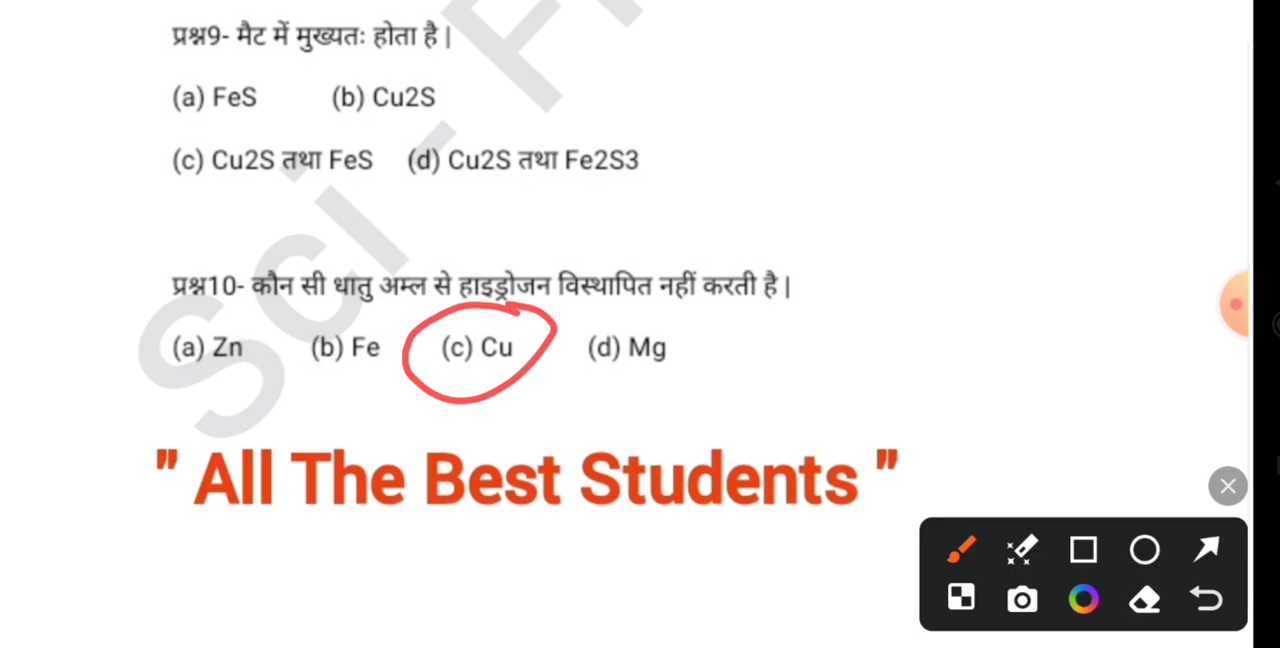 प्रश्न9- मैट में मुख्यतः होता है |
(a) FeS (b) Cu2S
(c) Cu2S तथा FeS (d) Cu2S तथा Fe2S3
प्रश्न10- कौन सी धातु अम्ल से हाइड्रोजन विस्थापित नहीं करती है |
(a) Zn (b) Fe (c) Cu (d) Mg
" All The Best Students "
Sci - F